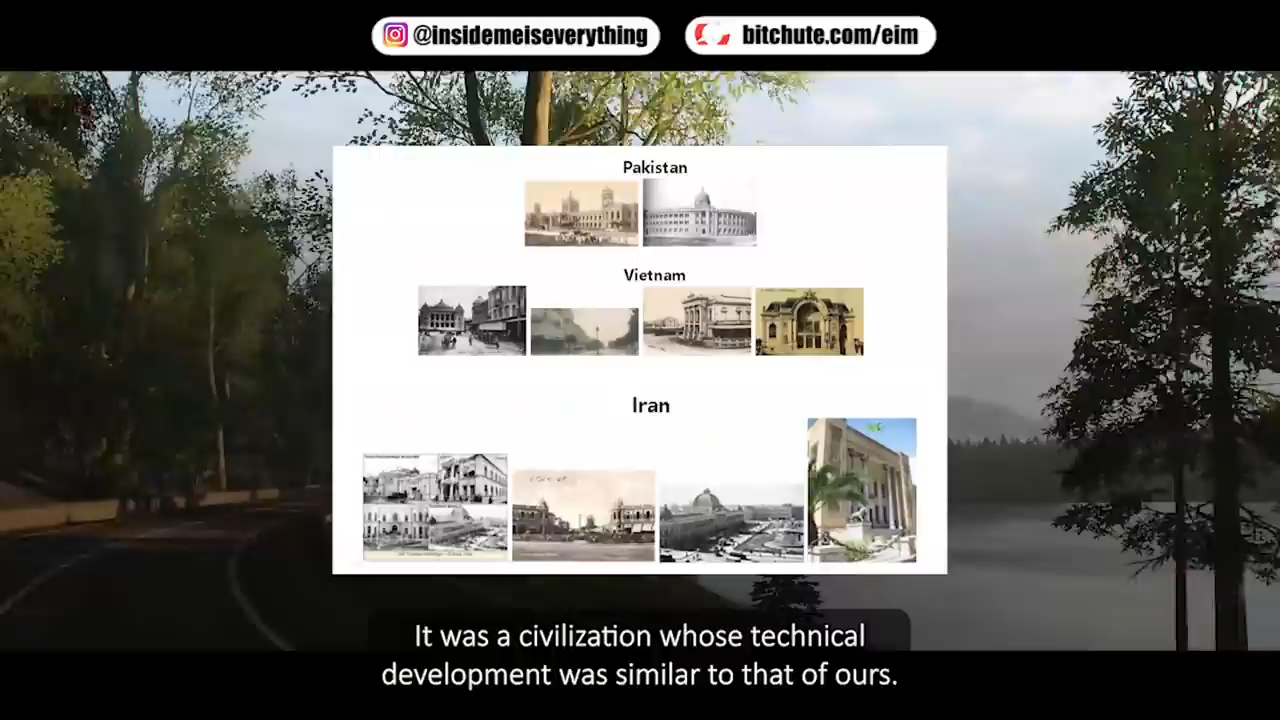 @insidemeiseverything
bitchute.com/eim
Pakistan
Vietnam
Iran
It was a civilization whose technical
development was similar to that of ours.